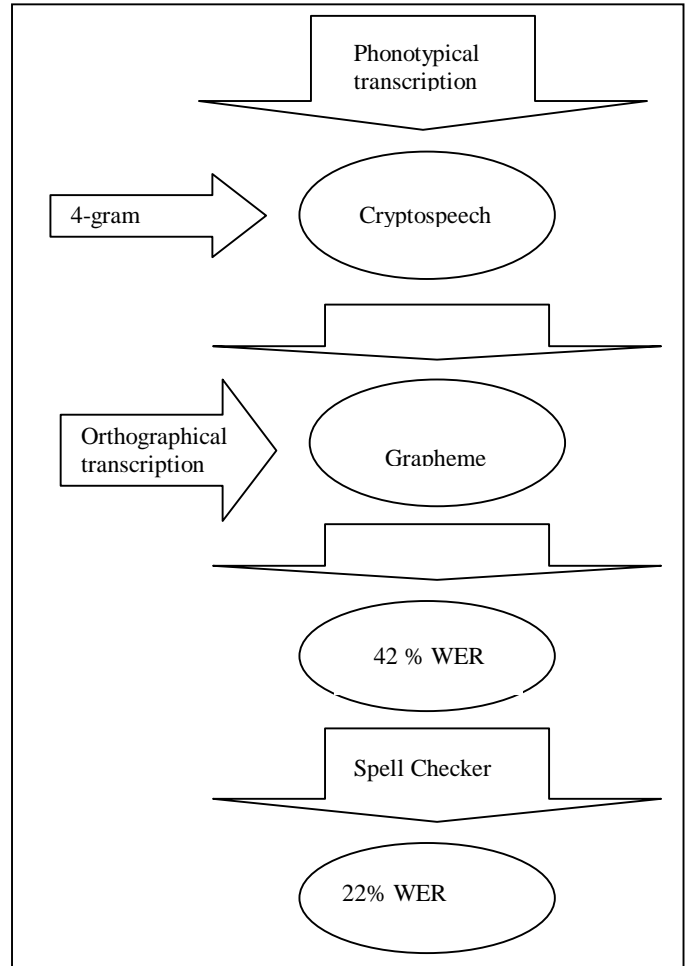 Phonotypical
transcription
4-gram
Cryptospeech
Orthographical
transcription
Grapheme
42 % WER
Spell Checker
22% WER